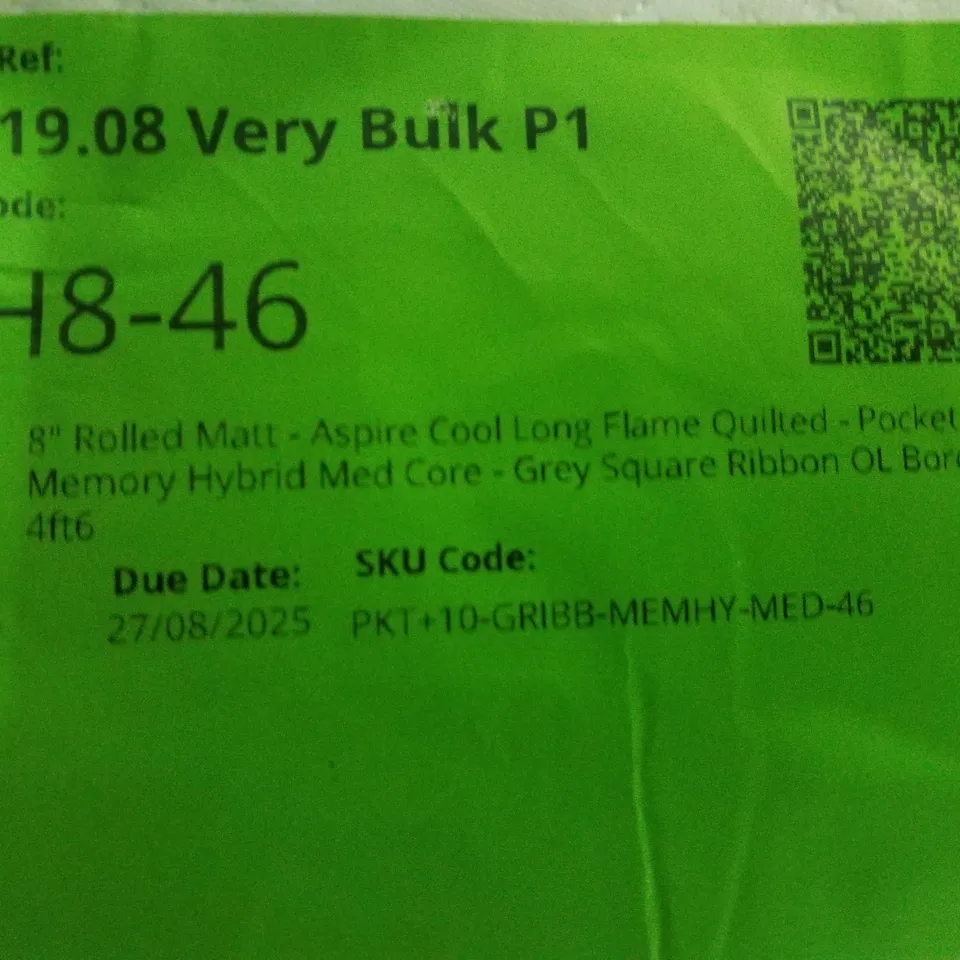 Ref:
19.08 Very Bulk P1
ode:
H8-46
8" Rolled Matt - Aspire Cool Long Flame Quilted - Pocket
Memory Hybrid Med Core - Grey Square Ribbon OL Bord
4ft6
Due Date: SKU Code:
27/08/2025 PKT+10-GRIBB-MEMHY-MED-46